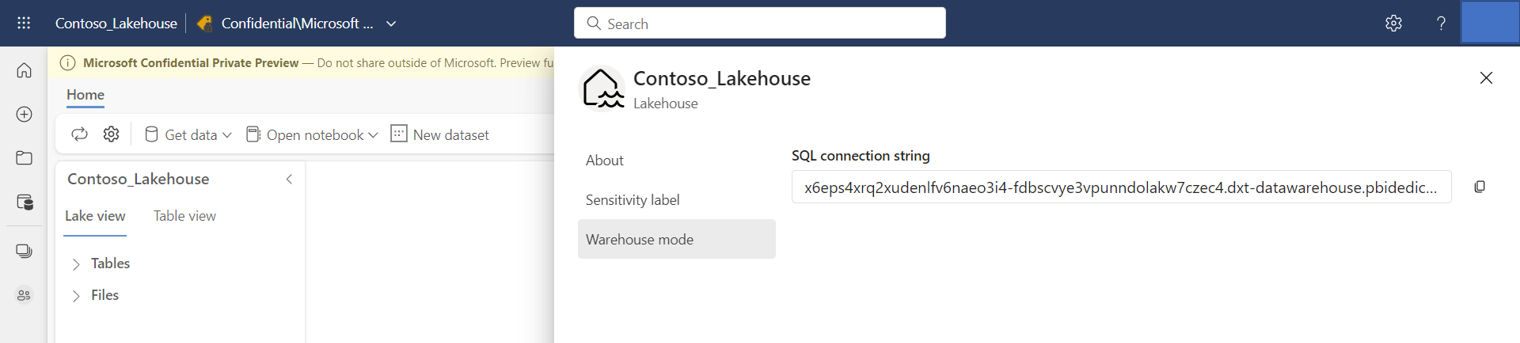 Contoso_Lakehouse Confidential\Microsoft ... Search ?
Microsoft Confidential Private Preview — Do not share outside of Microsoft. Preview fu
Home
Get data Open notebook New dataset
Contoso_Lakehouse
Lake view Table view
Tables
Files
Contoso_Lakehouse
Lakehouse
About
Sensitivity label
Warehouse mode
SQL connection string
x6eps4xrq2xudenlfv6naeo3i4-fdbscvye3vpunndolakw7czec4.dxt-datawarehouse.pbidedic...